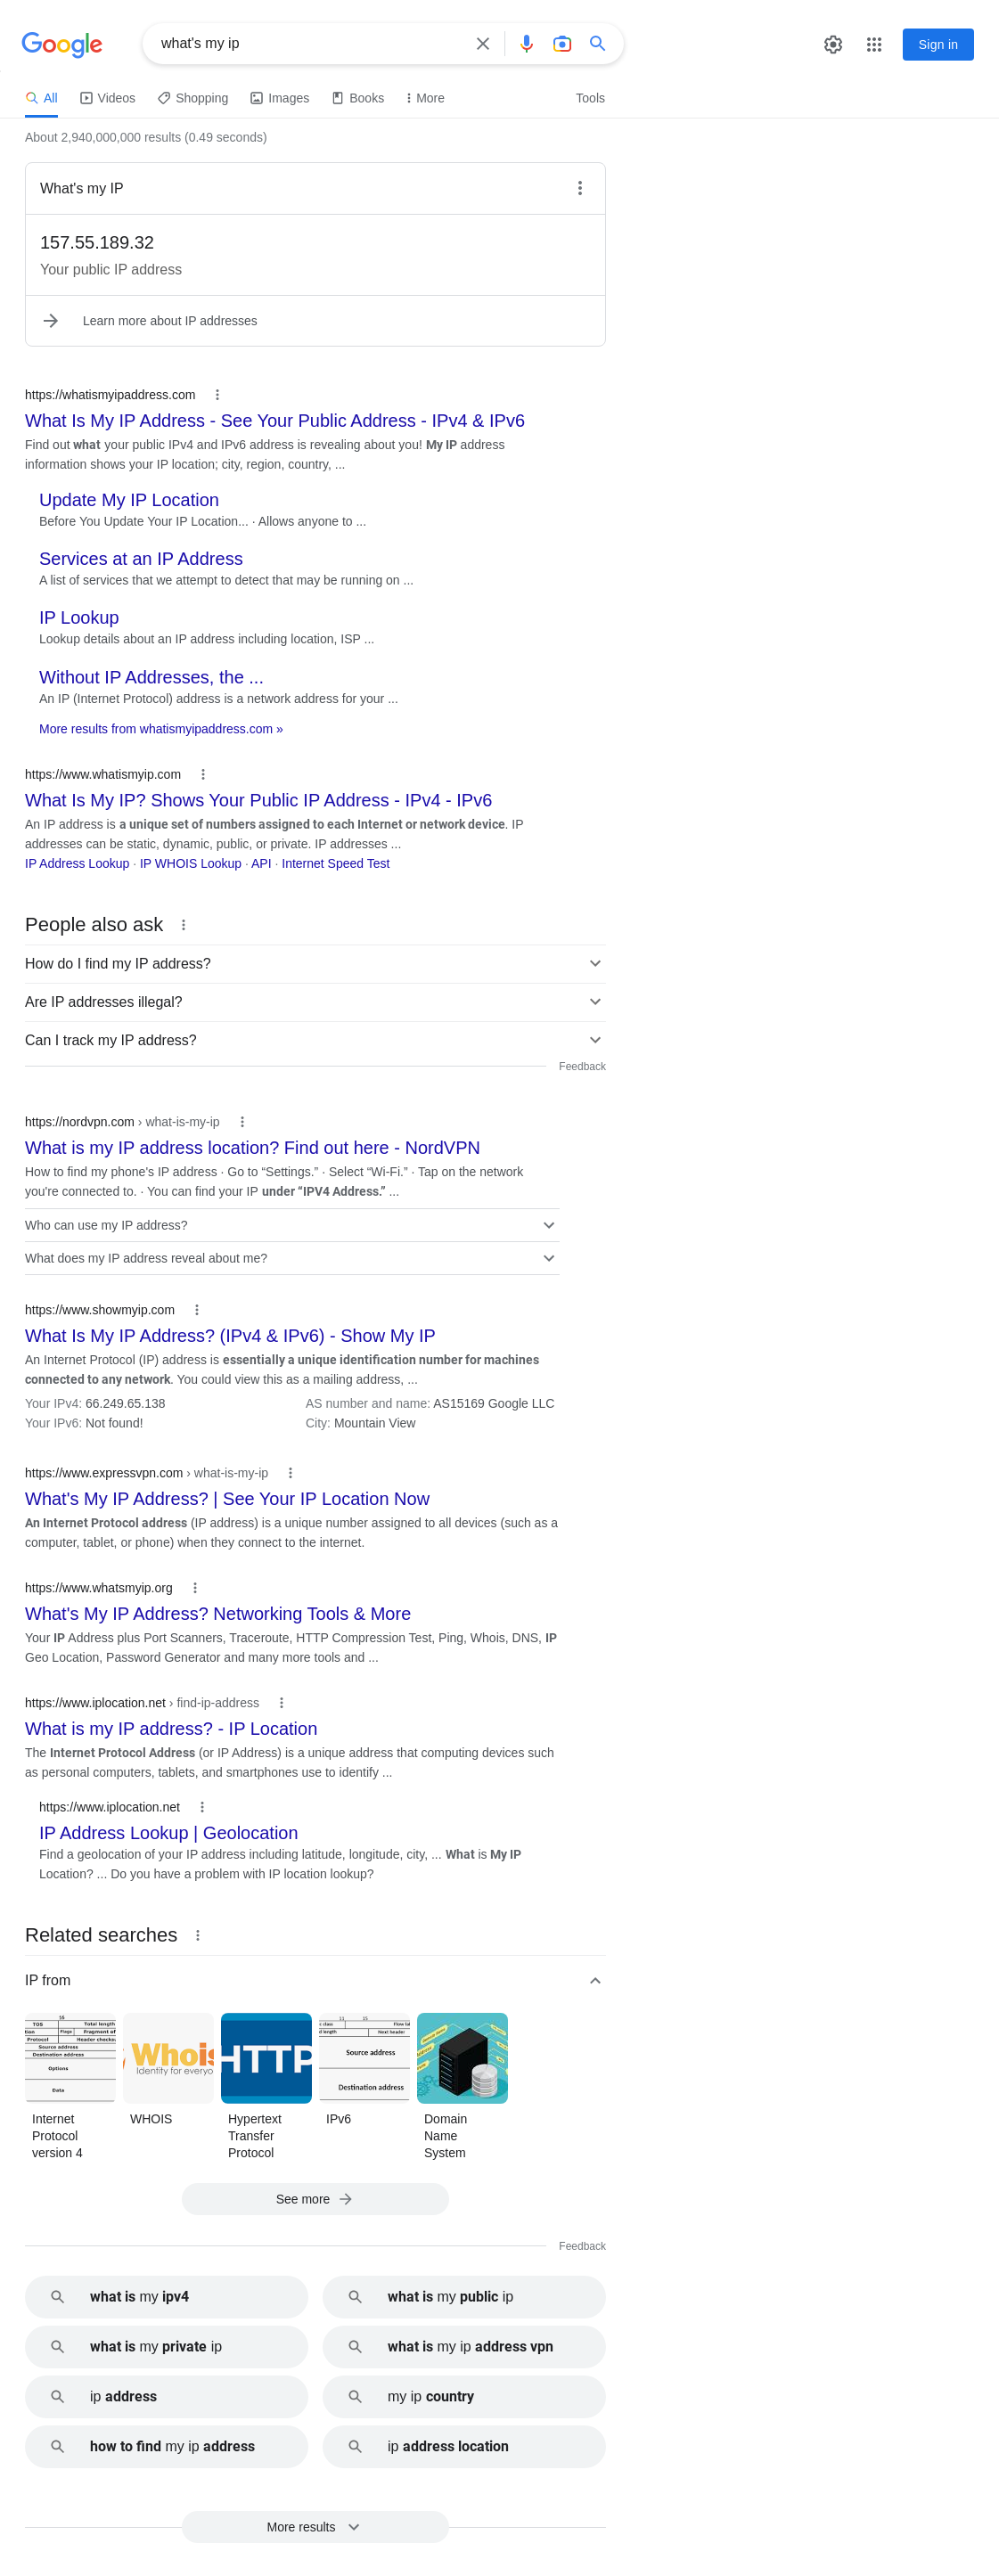 Google
what's my ip
Sign in
All
Videos
Shopping
Images
Books
More
Tools
About 2,940,000,000 results (0.49 seconds)
What's my IP
157.55.189.32
Your public IP address
Learn more about IP addresses
https://whatismyipaddress.com
What Is My IP Address - See Your Public Address - IPv4 & IPv6
Find out what your public IPv4 and IPv6 address is revealing about you! My IP address
information shows your IP location; city, region, country, ...
Update My IP Location
Before You Update Your IP Location... · Allows anyone to ...
Services at an IP Address
A list of services that we attempt to detect that may be running on ...
IP Lookup
Lookup details about an IP address including location, ISP ...
Without IP Addresses, the ...
An IP (Internet Protocol) address is a network address for your ...
More results from whatismyipaddress.com »
https://www.whatismyip.com
What Is My IP? Shows Your Public IP Address - IPv4 - IPv6
An IP address is a unique set of numbers assigned to each Internet or network device. IP
addresses can be static, dynamic, public, or private. IP addresses ...
IP Address Lookup · IP WHOIS Lookup · API · Internet Speed Test
People also ask
How do I find my IP address?
Are IP addresses illegal?
Can I track my IP address?
Feedback
https://nordvpn.com › what-is-my-ip
What is my IP address location? Find out here - NordVPN
How to find my phone's IP address · Go to “Settings.” · Select “Wi-Fi.” · Tap on the network
you're connected to. · You can find your IP under “IPV4 Address.” ...
Who can use my IP address?
What does my IP address reveal about me?
https://www.showmyip.com
What Is My IP Address? (IPv4 & IPv6) - Show My IP
An Internet Protocol (IP) address is essentially a unique identification number for machines
connected to any network. You could view this as a mailing address, ...
Your IPv4: 66.249.65.138
AS number and name: AS15169 Google LLC
Your IPv6: Not found!
City: Mountain View
https://www.expressvpn.com › what-is-my-ip
What's My IP Address? | See Your IP Location Now
An Internet Protocol address (IP address) is a unique number assigned to all devices (such as a
computer, tablet, or phone) when they connect to the internet.
https://www.whatsmyip.org
What's My IP Address? Networking Tools & More
Your IP Address plus Port Scanners, Traceroute, HTTP Compression Test, Ping, Whois, DNS, IP
Geo Location, Password Generator and many more tools and ...
https://www.iplocation.net › find-ip-address
What is my IP address? - IP Location
The Internet Protocol Address (or IP Address) is a unique address that computing devices such
as personal computers, tablets, and smartphones use to identify ...
https://www.iplocation.net
IP Address Lookup | Geolocation
Find a geolocation of your IP address including latitude, longitude, city, ... What is My IP
Location? ... Do you have a problem with IP location lookup?
Related searches
IP from
16
TOS Total length
Flags Fragment of
Protocol Header checks
Source address
Destination address
Options
Data
Whois
Identity for everyo
HTTP
11 15
class Flow la
length Next header
Source address
Destination address
Internet
Protocol
version 4
WHOIS
Hypertext
Transfer
Protocol
IPv6
Domain
Name
System
See more
Feedback
what is my ipv4
what is my public ip
what is my private ip
what is my ip address vpn
ip address
my ip country
how to find my ip address
ip address location
More results